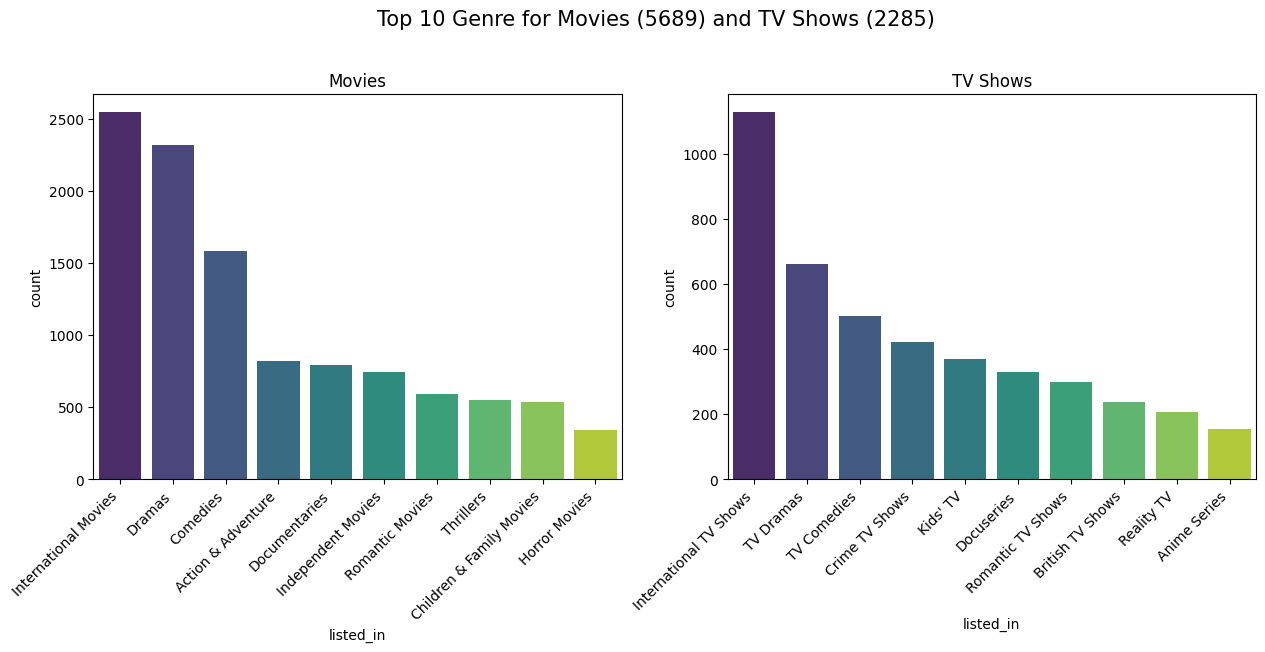 Top 10 Genre for Movies (5689) and TV Shows (2285)
Movies
count
2500
2000
1500
1000
500
0
International Movies
Dramas
Comedies
Action & Adventure
Documentaries
Independent Movies
Romantic Movies
Thrillers
Children & Family Movies
Horror Movies
listed_in
TV Shows
count
1000
800
600
400
200
0
International TV Shows
TV Dramas
TV Comedies
Crime TV Shows
Kids' TV
Docuseries
Romantic TV Shows
British TV Shows
Reality TV
Anime Series
listed_in